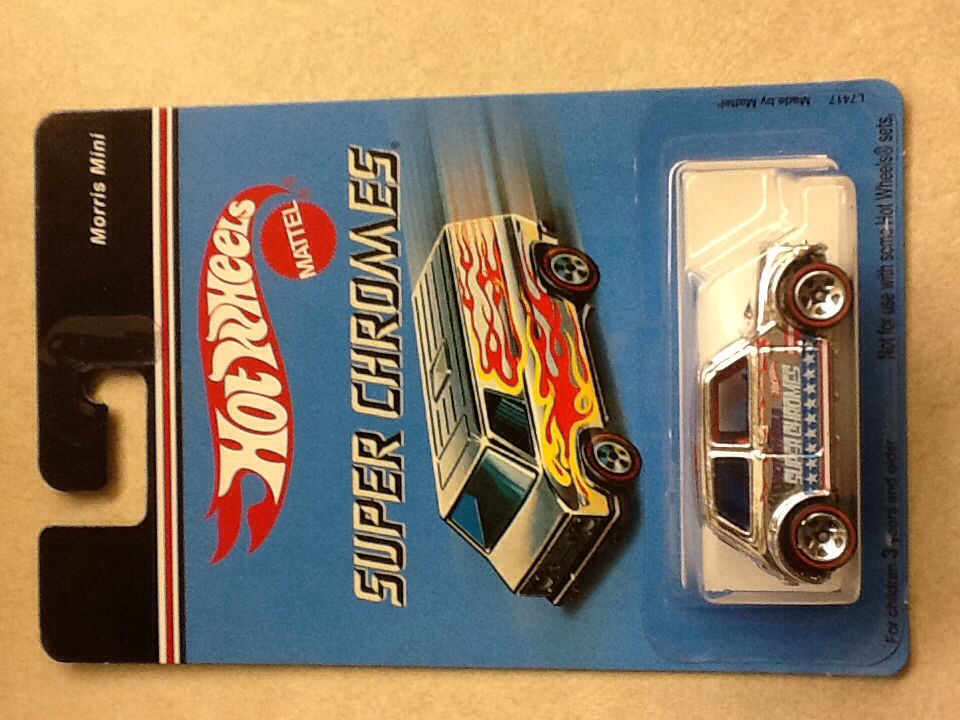 Morris Mini
Hot Wheels
MATTEL®
SUPER CHROMES®
SUPER CHROMES
L7417
Made by Mattel
Not for use with some Hot Wheels® sets.
For children 3 years and older